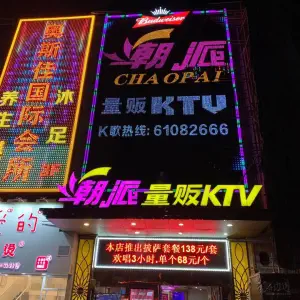 奥斯佳国际会所
养生
沐足
Budweiser
潮派
CHAOPAI
量贩KTV
K歌热线: 61082666
潮派 量贩KTV
本店推出披萨套餐138元/套
欢唱3小时,单个68元/个